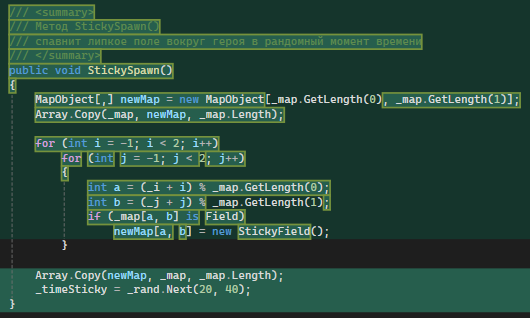 /// <summary>
/// Метод StickySpawn()
/// спавнит липкое поле вокруг героя в рандомный момент времени
/// </summary>
public void StickySpawn()
{
MapObject[,] newMap = new MapObject[_map.GetLength(0), _map.GetLength(1)];
Array.Copy(_map, newMap, _map.Length);
for (int i = -1; i < 2; i++)
for (int j = -1; j < 2; j++)
{
int a = (_i + i) % _map.GetLength(0);
int b = (_j + j) % _map.GetLength(1);
if (_map[a, b] is Field)
newMap[a, b] = new StickyField();
}
Array.Copy(newMap, _map, _map.Length);
_timeSticky = _rand.Next(20, 40);
}